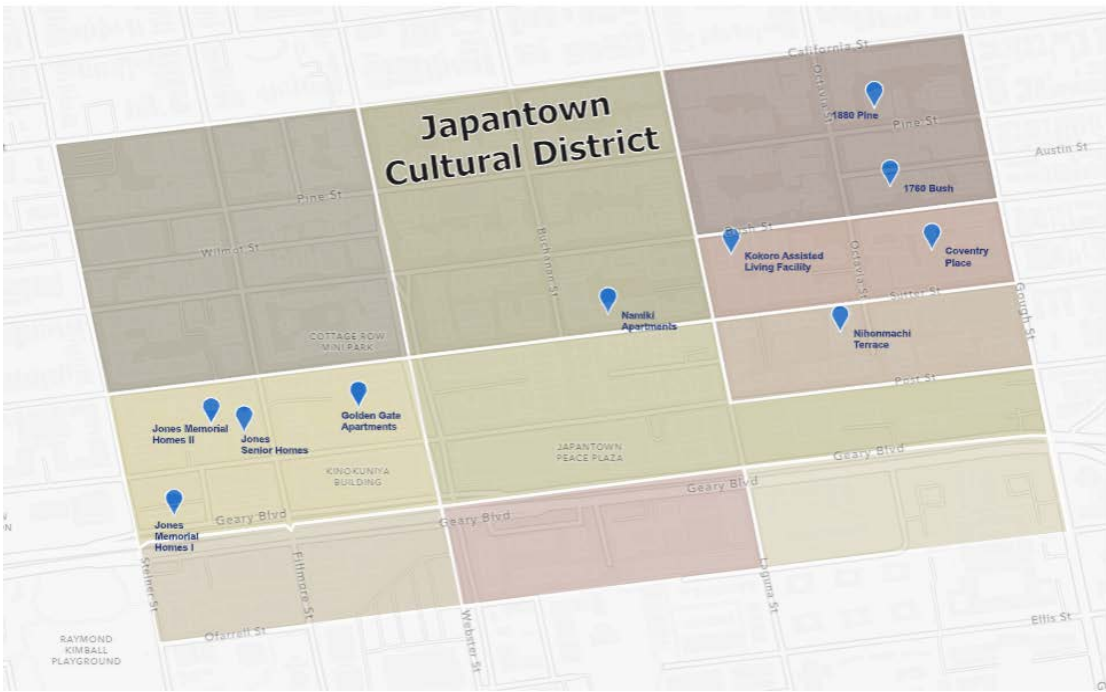 California St
Japantown
Cultural District
Octavia St
1880 Pine
Pine St
Austin St
Pine St
1760 Bush
Wilmot St
Buchanan St
Bush St
Kokoro Assisted
Living Facility
Octavia St
Coventry
Place
Sutter St
Gough St
Namiki
Apartments
Nihonmachi
Terrace
COTTAGE ROW
MINI PARK
Post St
Jones Memorial
Homes II
Jones
Senior Homes
Golden Gate
Apartments
JAPANTOWN
PEACE PLAZA
Geary Blvd
KINOKUNIYA
BUILDING
Geary Blvd
Jones
Memorial
Homes I
Geary Blvd
Geary Blvd
Steiner St
Fillmore St
Webster St
Laguna St
Ofarrell St
Ellis St
RAYMOND
KIMBALL
PLAYGROUND